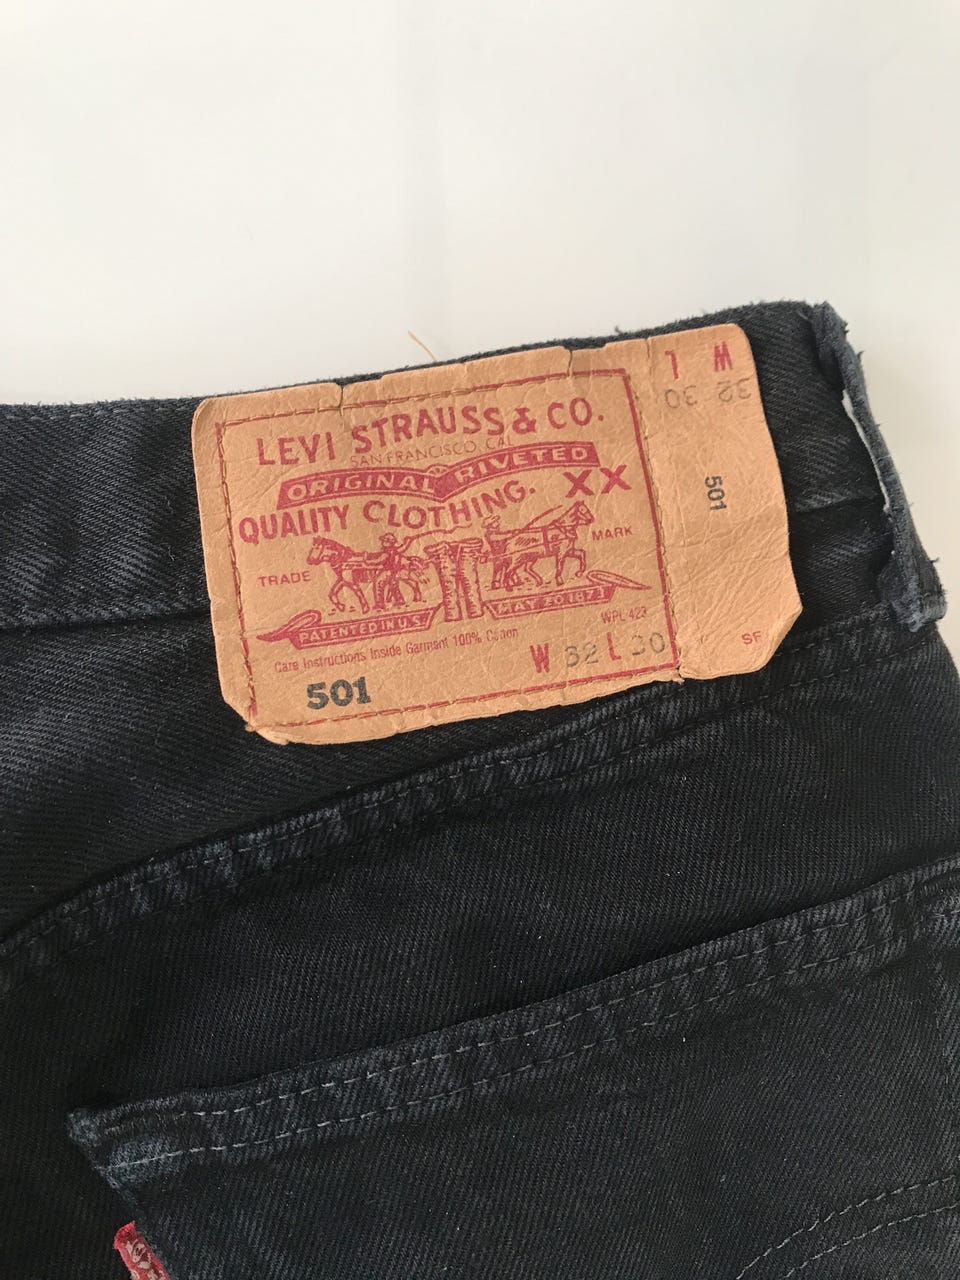 LEVI STRAUSS & CO.
SAN FRANCISCO, CAL
ORIGINAL RIVETED
QUALITY CLOTHING. XX
TRADE MARK
PATENTED IN U.S.
MAY 20 1873
WPL 423
Care Instructions Inside Garment 100% Cotton
W 32 L 30
501
W L
32 30
501
SF